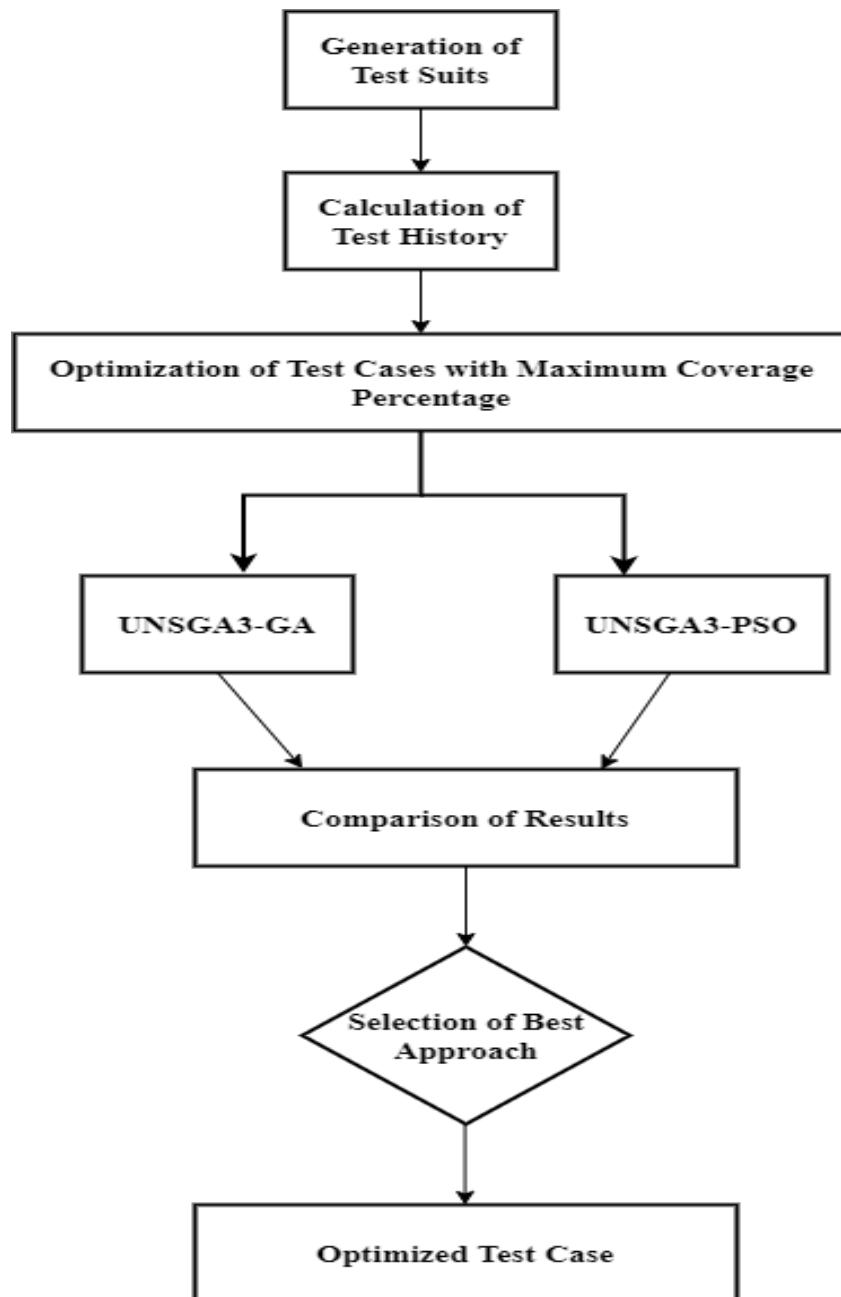 Generation of
Test Suits
Calculation of
Test History
Optimization of Test Cases with Maximum Coverage
Percentage
UNSGA3-GA
UNSGA3-PSO
Comparison of Results
Selection of Best
Approach
Optimized Test Case